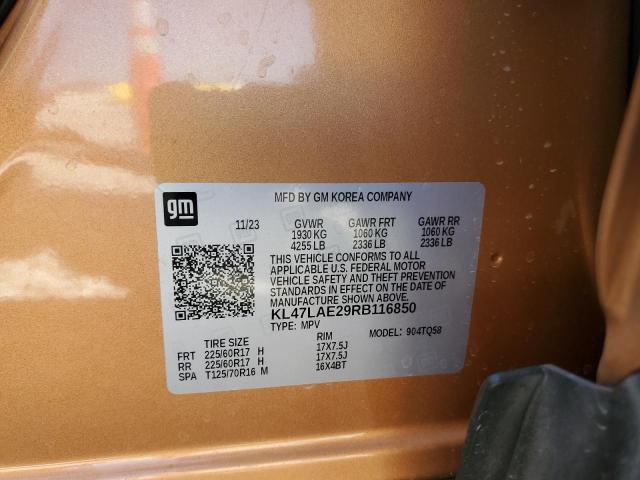 gm
MFD BY GM KOREA COMPANY
11/23 GVWR GAWR FRT GAWR RR
1930 KG 1060 KG 1060 KG
4255 LB 2336 LB 2336 LB
THIS VEHICLE CONFORMS TO ALL
APPLICABLE U.S. FEDERAL MOTOR
VEHICLE SAFETY AND THEFT PREVENTION
STANDARDS IN EFFECT ON THE DATE OF
MANUFACTURE SHOWN ABOVE.
KL47LAE29RB116850
TYPE: MPV MODEL: 904TQ58
TIRE SIZE RIM
FRT 225/60R17 H 17X7.5J
RR 225/60R17 H 17X7.5J
SPA T125/70R16 M 16X4BT